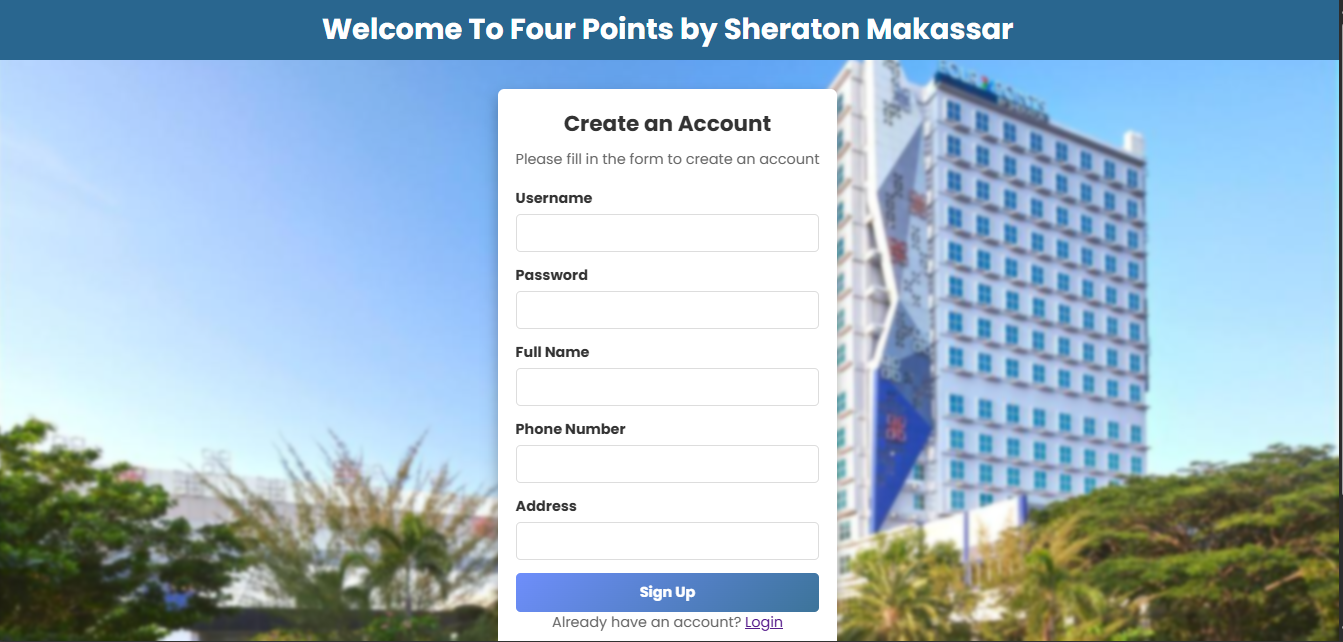 Welcome To Four Points by Sheraton Makassar
Create an Account
Please fill in the form to create an account
Username
Password
Full Name
Phone Number
Address
Sign Up
Already have an account? Login